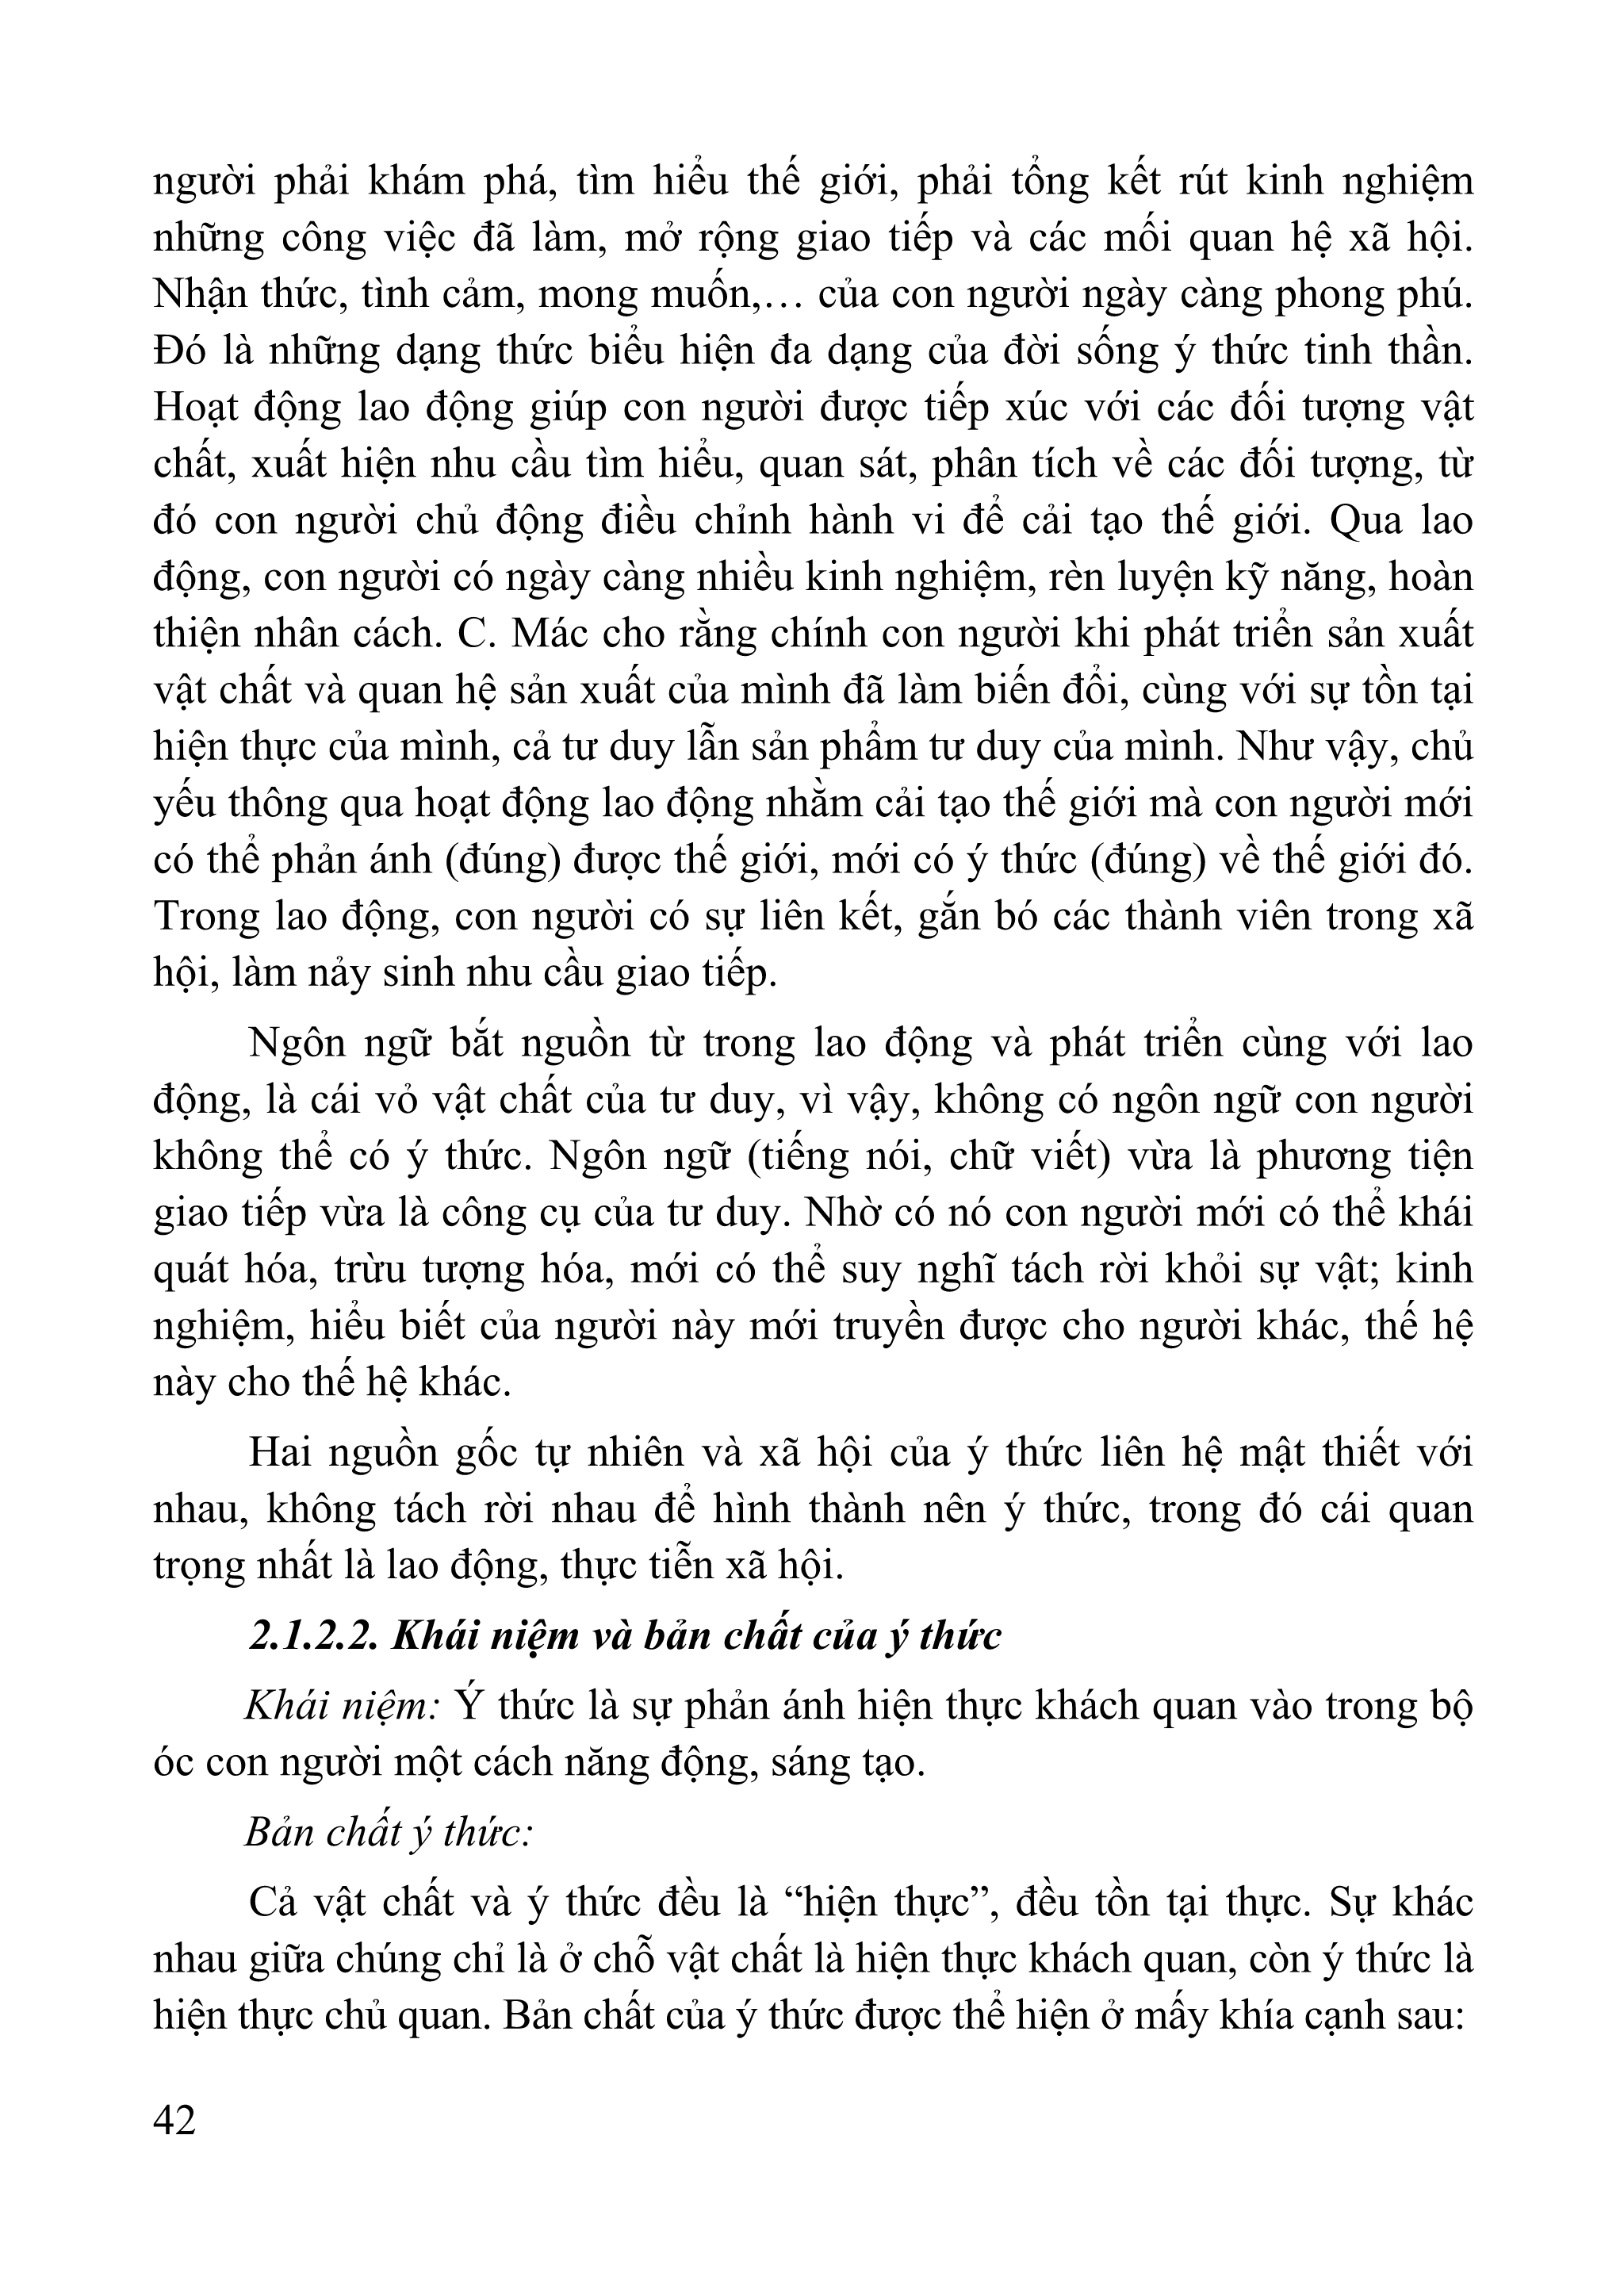 người phải khám phá, tìm hiểu thế giới, phải tổng kết rút kinh nghiệm
những công việc đã làm, mở rộng giao tiếp và các mối quan hệ xã hội.
Nhận thức, tình cảm, mong muốn,… của con người ngày càng phong phú.
Đó là những dạng thức biểu hiện đa dạng của đời sống ý thức tinh thần.
Hoạt động lao động giúp con người được tiếp xúc với các đối tượng vật
chất, xuất hiện nhu cầu tìm hiểu, quan sát, phân tích về các đối tượng, từ
đó con người chủ động điều chỉnh hành vi để cải tạo thế giới. Qua lao
động, con người có ngày càng nhiều kinh nghiệm, rèn luyện kỹ năng, hoàn
thiện nhân cách. C. Mác cho rằng chính con người khi phát triển sản xuất
vật chất và quan hệ sản xuất của mình đã làm biến đổi, cùng với sự tồn tại
hiện thực của mình, cả tư duy lẫn sản phẩm tư duy của mình. Như vậy, chủ
yếu thông qua hoạt động lao động nhằm cải tạo thế giới mà con người mới
có thể phản ánh (đúng) được thế giới, mới có ý thức (đúng) về thế giới đó.
Trong lao động, con người có sự liên kết, gắn bó các thành viên trong xã
hội, làm nảy sinh nhu cầu giao tiếp.
Ngôn ngữ bắt nguồn từ trong lao động và phát triển cùng với lao
động, là cái vỏ vật chất của tư duy, vì vậy, không có ngôn ngữ con người
không thể có ý thức. Ngôn ngữ (tiếng nói, chữ viết) vừa là phương tiện
giao tiếp vừa là công cụ của tư duy. Nhờ có nó con người mới có thể khái
quát hóa, trừu tượng hóa, mới có thể suy nghĩ tách rời khỏi sự vật; kinh
nghiệm, hiểu biết của người này mới truyền được cho người khác, thế hệ
này cho thế hệ khác.
Hai nguồn gốc tự nhiên và xã hội của ý thức liên hệ mật thiết với
nhau, không tách rời nhau để hình thành nên ý thức, trong đó cái quan
trọng nhất là lao động, thực tiễn xã hội.
2.1.2.2. Khái niệm và bản chất của ý thức
Khái niệm: Ý thức là sự phản ánh hiện thực khách quan vào trong bộ
óc con người một cách năng động, sáng tạo.
Bản chất ý thức:
Cả vật chất và ý thức đều là “hiện thực”, đều tồn tại thực. Sự khác
nhau giữa chúng chỉ là ở chỗ vật chất là hiện thực khách quan, còn ý thức là
hiện thực chủ quan. Bản chất của ý thức được thể hiện ở mấy khía cạnh sau:
42